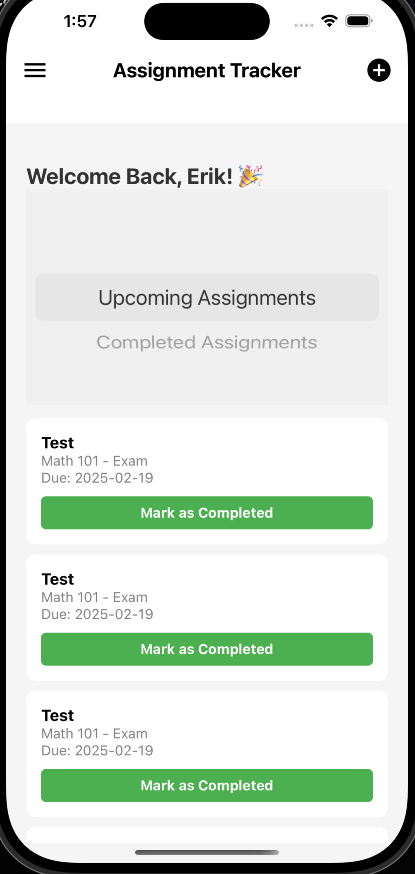 1:57
Assignment Tracker
Welcome Back, Erik! 🎉
Upcoming Assignments
Completed Assignments
Test
Math 101 - Exam
Due: 2025-02-19
Mark as Completed
Test
Math 101 - Exam
Due: 2025-02-19
Mark as Completed
Test
Math 101 - Exam
Due: 2025-02-19
Mark as Completed